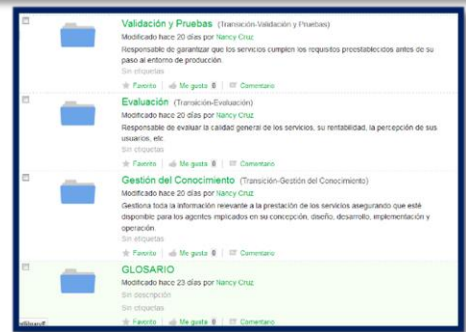 Validación y Pruebas (Transición-Validación y Pruebas)
Modificado hace 20 días por Nancy Cruz
Responsable de garantizar que los servicios cumplen los requisitos preestablecidos antes de su
paso al entorno de producción.
Sin etiquetas
Favorito Me gusta 0 Comentario
Evaluación (Transición-Evaluación)
Modificado hace 20 días por Nancy Cruz
Responsable de evaluar la calidad general de los servicios, su rentabilidad, la percepción de sus
usuarios, etc
Sin etiquetas
Favorito Me gusta 0 Comentario
Gestión del Conocimiento (Transición-Gestión del Conocimiento)
Modificado hace 20 días por Nancy Cruz
Gestiona toda la información relevante a la prestación de los servicios asegurando que esté
disponible para los agentes implicados en su concepción, diseño, desarrollo, implementación y
operación.
Sin etiquetas
Favorito Me gusta 0 Comentario
GLOSARIO
Modificado hace 23 días por Nancy Cruz
Sin descripción
Sin etiquetas
Favorito Me gusta 0 Comentario